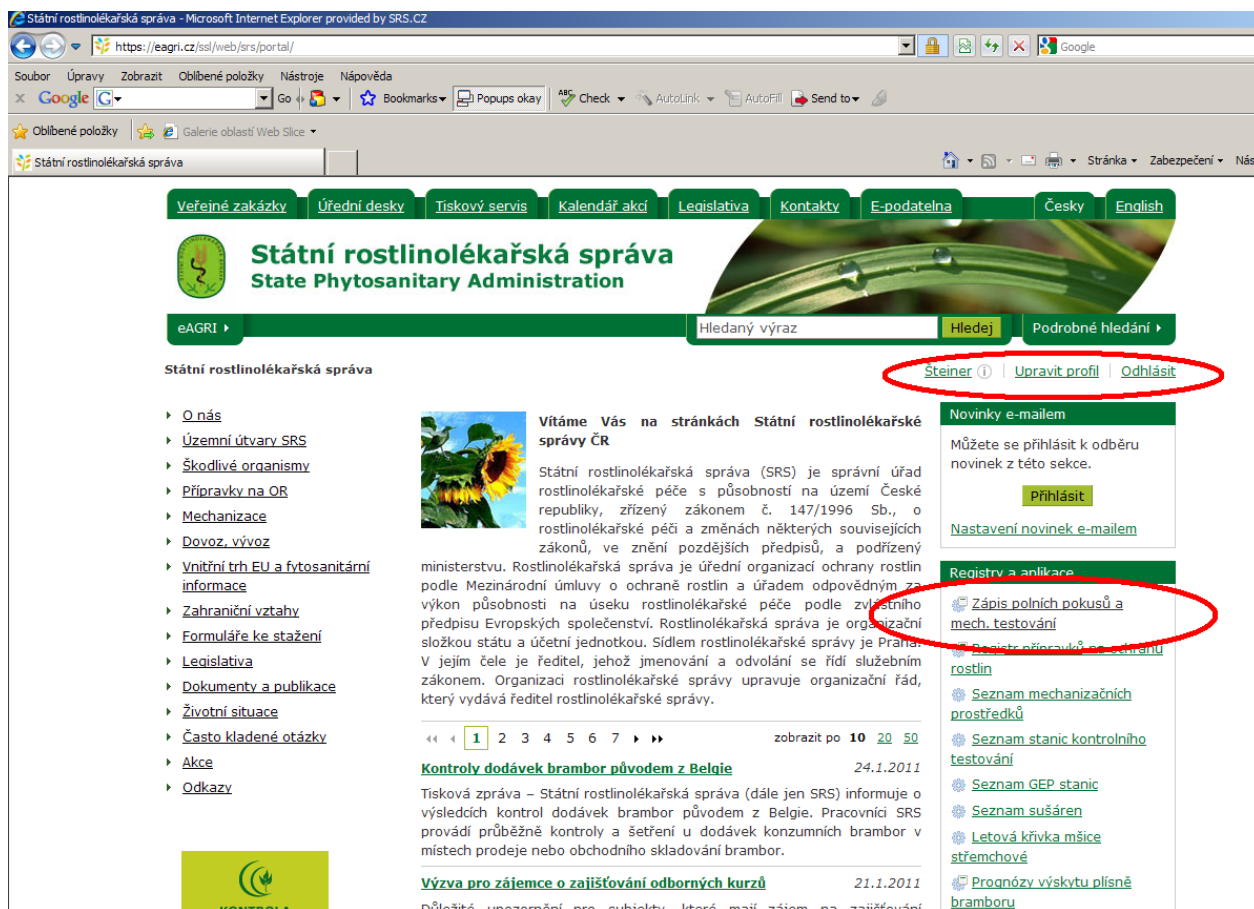 Státní rostlinolékařská správa - Microsoft Internet Explorer provided by SRS.CZ
https://eagri.cz/ssl/web/srs/portal/
Google
Soubor Úpravy Zobrazit Oblíbené položky Nástroje Nápověda
x Google G Go Bookmarks Popups okay ABC Check AutoLink AutoFill Send to
Oblíbené položky Galerie oblastí Web Slice
Státní rostlinolékařská správa
Stránka Zabezpečení Nás
Veřejné zakázky Úřední desky Tiskový servis Kalendář akcí Legislativa Kontakty E-podatelna Česky English
Státní rostlinolékařská správa
State Phytosanitary Administration
eAGRI Hledaný výraz Hledej Podrobné hledání
Státní rostlinolékařská správa
Šteiner i Upravit profil Odhlásit
O nás
Územní útvary SRS
Škodlivé organismy
Přípravky na OR
Mechanizace
Dovoz, vývoz
Vnitřní trh EU a fytosanitární
informace
Zahraniční vztahy
Formuláře ke stažení
Legislativa
Dokumenty a publikace
Životní situace
Často kladené otázky
Akce
Odkazy
KONTROLA
Vítáme Vás na stránkách Státní rostlinolékařské
správy ČR
Státní rostlinolékařská správa (SRS) je správní úřad
rostlinolékařské péče s působností na území České
republiky, zřízený zákonem č. 147/1996 Sb., o
rostlinolékařské péči a změnách některých souvisejících
zákonů, ve znění pozdějších předpisů, a podřízený
ministerstvu. Rostlinolékařská správa je úřední organizací ochrany rostlin
podle Mezinárodní úmluvy o ochraně rostlin a úřadem odpovědným za
výkon působnosti na úseku rostlinolékařské péče podle zvláštního
předpisu Evropských společenství. Rostlinolékařská správa je organizační
složkou státu a účetní jednotkou. Sídlem rostlinolékařské správy je Praha.
V jejím čele je ředitel, jehož jmenování a odvolání se řídí služebním
zákonem. Organizaci rostlinolékařské správy upravuje organizační řád,
který vydává ředitel rostlinolékařské správy.
1 2 3 4 5 6 7 zobrazit po 10 20 50
Kontroly dodávek brambor původem z Belgie 24.1.2011
Tisková zpráva – Státní rostlinolékařská správa (dále jen SRS) informuje o
výsledcích kontrol dodávek brambor původem z Belgie. Pracovníci SRS
provádí průběžně kontroly a šetření u dodávek konzumních brambor v
místech prodeje nebo obchodního skladování brambor.
Výzva pro zájemce o zajišťování odborných kurzů 21.1.2011
Důležité upozornění pro subjekty, které mají zájem na zajišťování
Novinky e-mailem
Můžete se přihlásit k odběru
novinek z této sekce.
Přihlásit
Nastavení novinek e-mailem
Registry a aplikace
Zápis polních pokusů a
mech. testování
Registr přípravků na ochranu
rostlin
Seznam mechanizačních
prostředků
Seznam stanic kontrolního
testování
Seznam GEP stanic
Seznam sušáren
Letová křivka mšice
střemchové
Prognózy výskytu plísně
bramboru